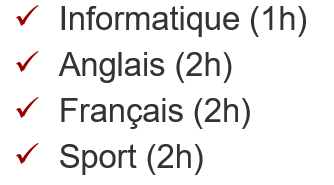 ✓ Informatique (1h)
✓ Anglais (2h)
✓ Français (2h)
✓ Sport (2h)